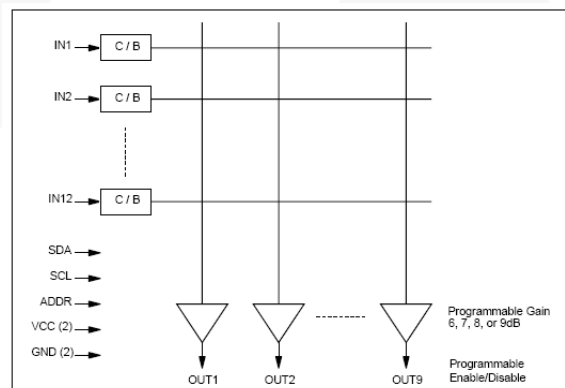 IN1
C / B
IN2
C / B
IN12
C / B
SDA
SCL
ADDR
VCC (2)
GND (2)
Programmable Gain
6, 7, 8, or 9dB
OUT1
OUT2
OUT9
Programmable
Enable/Disable